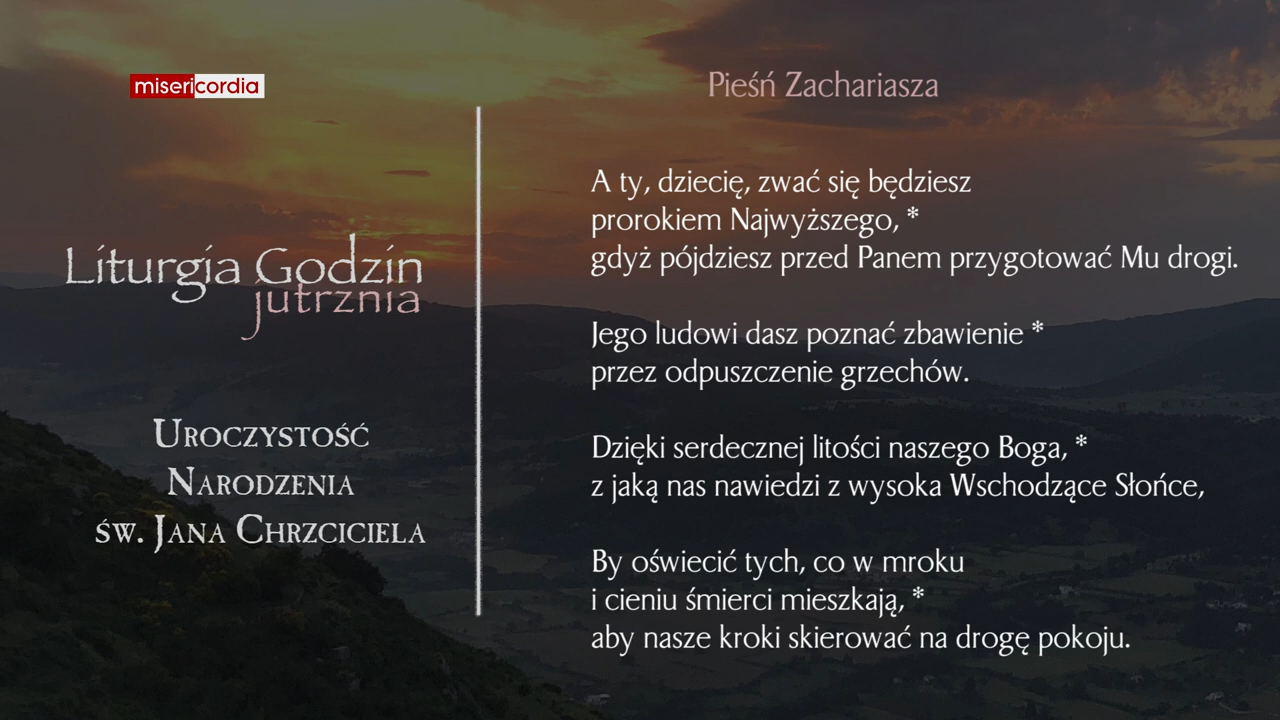 misericordia
Liturgia Godzin
jutrznia
Uroczystość
Narodzenia
św. Jana Chrzciciela
Pieśń Zachariasza
A ty, dziecię, zwać się będziesz
prorokiem Najwyższego, *
gdyż pójdziesz przed Panem przygotować Mu drogi.
Jego ludowi dasz poznać zbawienie *
przez odpuszczenie grzechów.
Dzięki serdecznej litości naszego Boga, *
z jaką nas nawiedzi z wysoka Wschodzące Słońce,
By oświecić tych, co w mroku
i cieniu śmierci mieszkają, *
aby nasze kroki skierować na drogę pokoju.